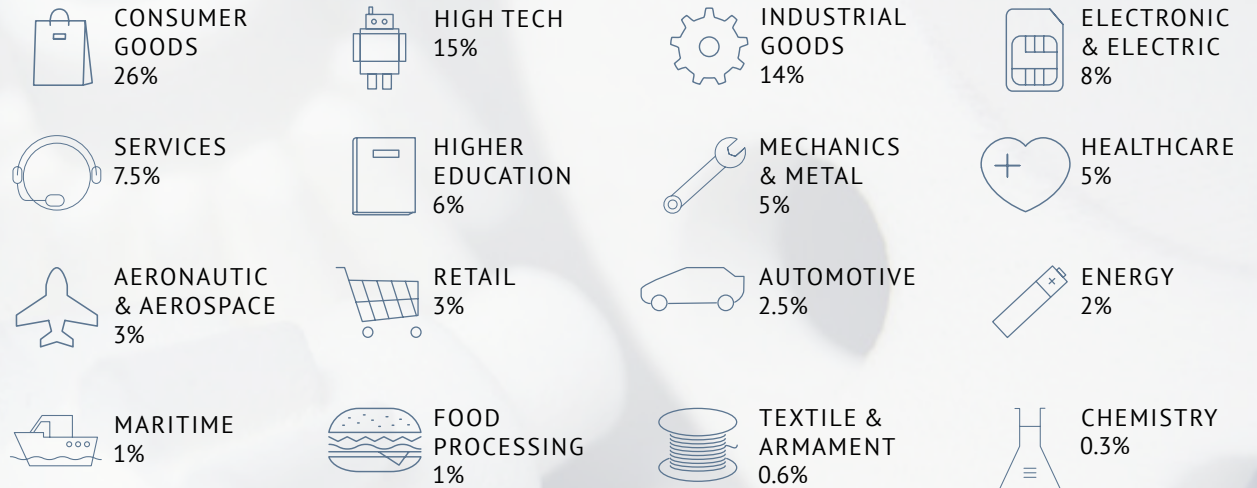 CONSUMER
GOODS
26%
HIGH TECH
15%
INDUSTRIAL
GOODS
14%
ELECTRONIC
& ELECTRIC
8%
SERVICES
7.5%
HIGHER
EDUCATION
6%
MECHANICS
& METAL
5%
HEALTHCARE
5%
AERONAUTIC
& AEROSPACE
3%
RETAIL
3%
AUTOMOTIVE
2.5%
ENERGY
2%
MARITIME
1%
FOOD
PROCESSING
1%
TEXTILE &
ARMAMENT
0.6%
CHEMISTRY
0.3%